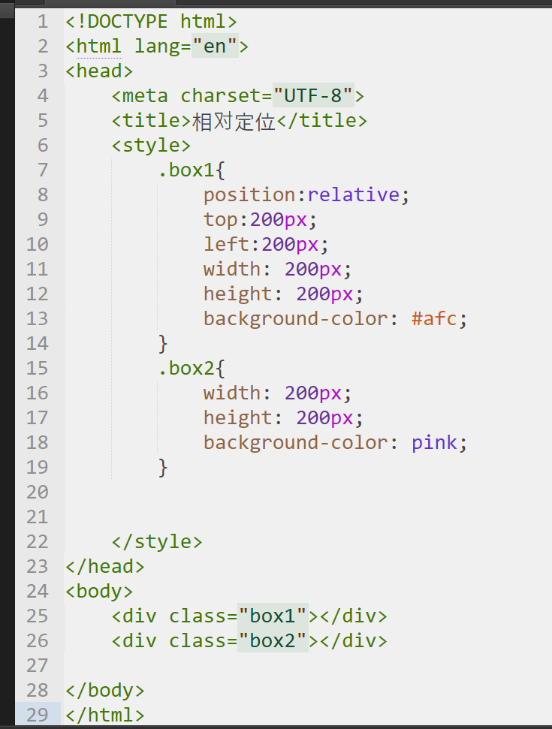 1 <!DOCTYPE html>
2 <html lang="en">
3 <head>
4     <meta charset="UTF-8">
5     <title>相对定位</title>
6     <style>
7         .box1{
8             position:relative;
9             top:200px;
10             left:200px;
11             width: 200px;
12             height: 200px;
13             background-color: #afc;
14         }
15         .box2{
16             width: 200px;
17             height: 200px;
18             background-color: pink;
19         }
20
21
22     </style>
23 </head>
24 <body>
25     <div class="box1"></div>
26     <div class="box2"></div>
27
28 </body>
29 </html>